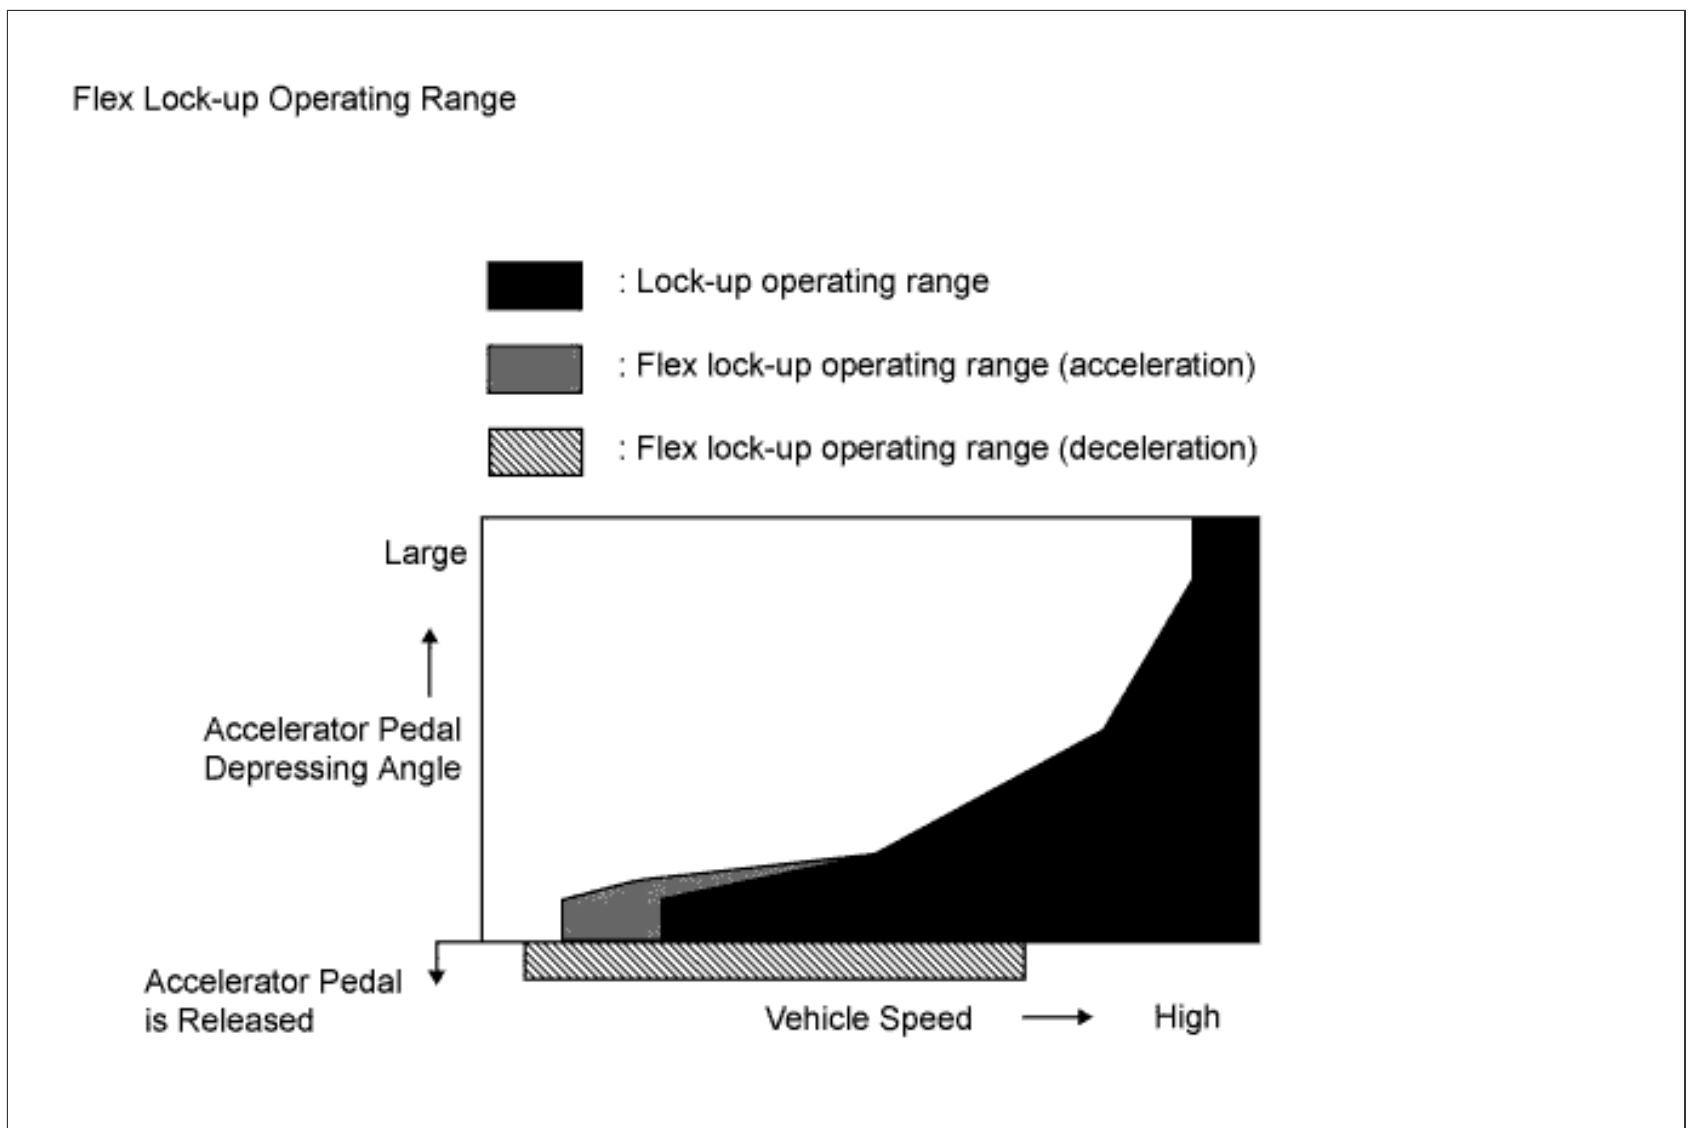 Flex Lock-up Operating Range
: Lock-up operating range
: Flex lock-up operating range (acceleration)
: Flex lock-up operating range (deceleration)
Large
Accelerator Pedal
Depressing Angle
Accelerator Pedal
is Released
Vehicle Speed
High